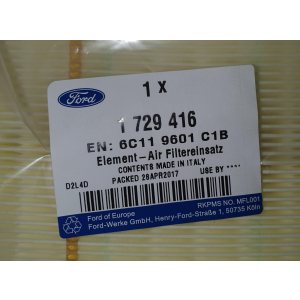 1 X
Ford
1 729 416
EN: 6C11 9601 C1B
Element-Air Filtereinsatz
CONTENTS MADE IN ITALY
D2L4D PACKED 28APR2017 USE BY ****.
RKPMS NO. MFL001
Ford of Europe
Ford-Werke GmbH, Henry-Ford-Straße 1, 50735 Köln